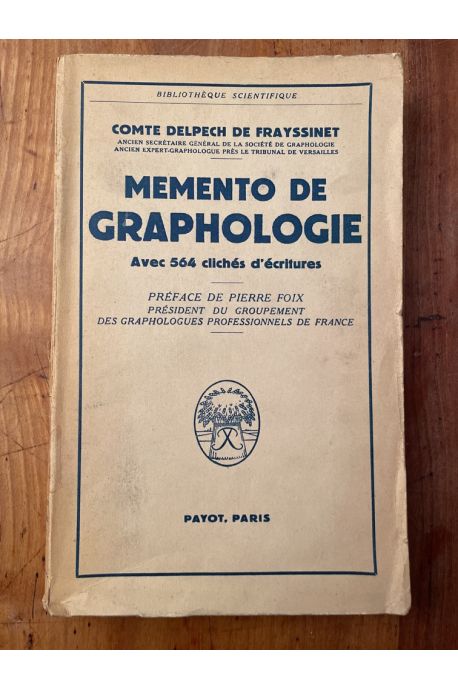 BIBLIOTHÈQUE SCIENTIFIQUE
COMTE DELPECH DE FRAYSSINET
ANCIEN SECRÉTAIRE GÉNÉRAL DE LA SOCIÉTÉ DE GRAPHOLOGIE
ANCIEN EXPERT-GRAPHOLOGUE PRÈS LE TRIBUNAL DE VERSAILLES
MEMENTO DE
GRAPHOLOGIE
Avec 564 clichés d'écritures
PRÉFACE DE PIERRE FOIX
PRÉSIDENT DU GROUPEMENT
DES GRAPHOLOGUES PROFESSIONNELS DE FRANCE
PAYOT, PARIS